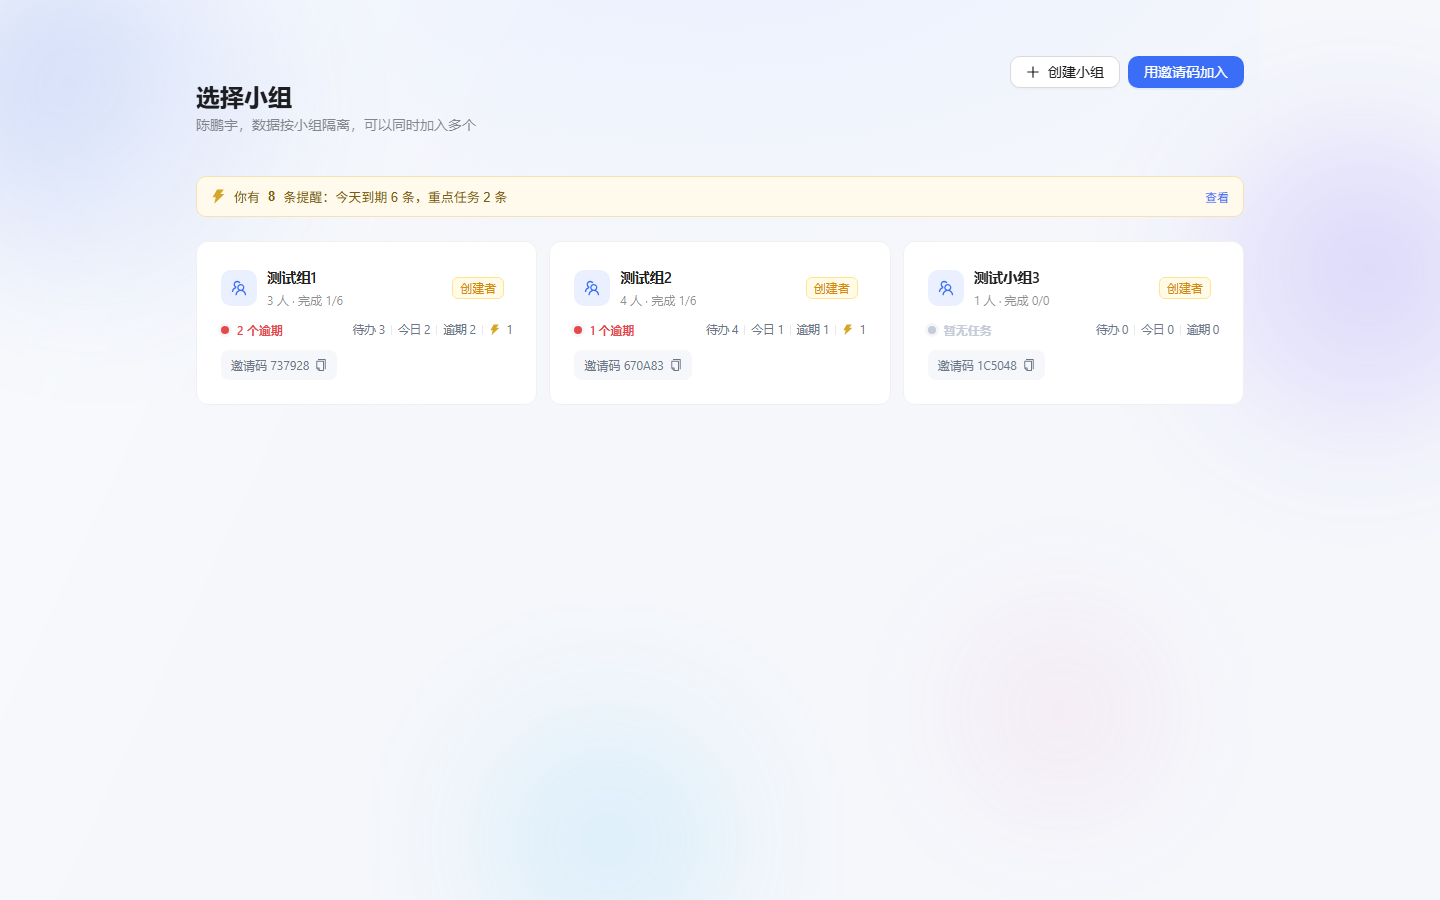 创建小组
用邀请码加入
选择小组
陈鹏宇，数据按小组隔离，可以同时加入多个
你有 8 条提醒：今天到期 6 条，重点任务 2 条
查看
测试组1
3 人 · 完成 1/6
创建者
2 个逾期
待办 3 今日 2 逾期 2 1
邀请码 737928
测试组2
4 人 · 完成 1/6
创建者
1 个逾期
待办 4 今日 1 逾期 1 1
邀请码 670A83
测试小组3
1 人 · 完成 0/0
创建者
暂无任务
待办 0 今日 0 逾期 0
邀请码 1C5048